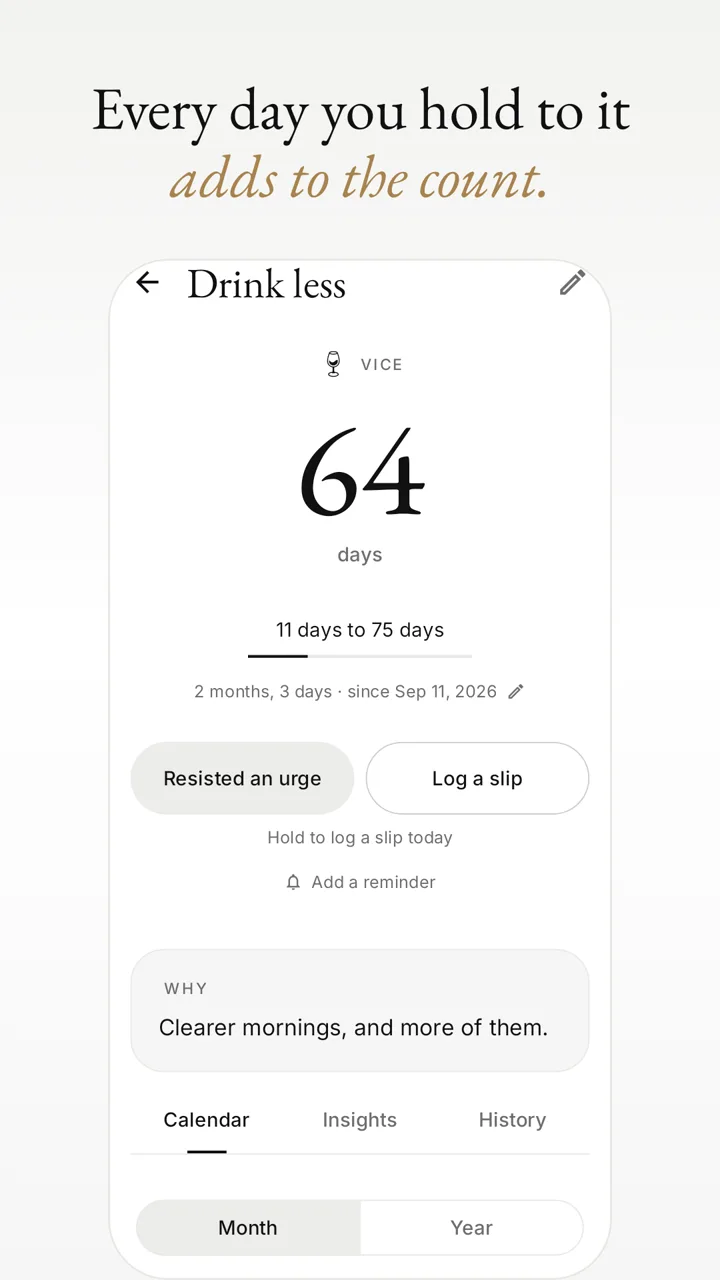 Every day you hold to it
adds to the count.
Drink less
VICE
64
days
11 days to 75 days
2 months, 3 days · since Sep 11, 2026
Resisted an urge
Log a slip
Hold to log a slip today
Add a reminder
WHY
Clearer mornings, and more of them.
Calendar
Insights
History
Month
Year